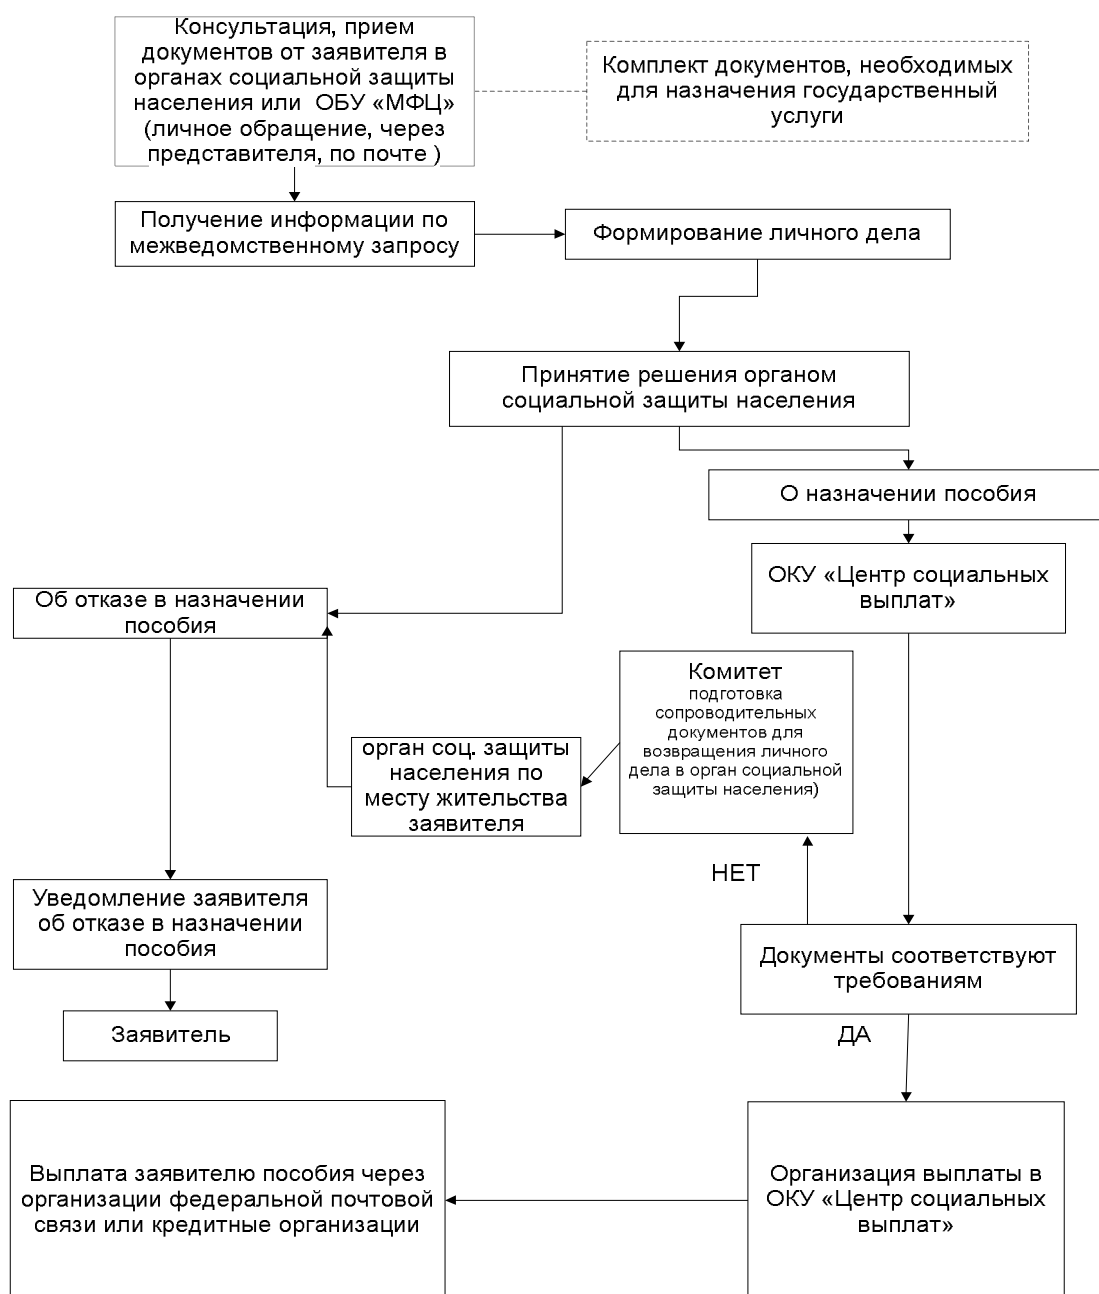 Консультация, прием
документов от заявителя в
органах социальной защиты
населения или ОБУ «МФЦ»
(личное обращение, через
представителя, по почте )
Комплект документов, необходимых
для назначения государственный
услуги
Получение информации по
межведомственному запросу
Формирование личного дела
Принятие решения органом
социальной защиты населения
О назначении пособия
ОКУ «Центр социальных
выплат»
Об отказе в назначении
пособия
Комитет
подготовка
сопроводительных
документов для
возвращения личного
дела в орган социальной
защиты населения)
орган соц. защиты
населения по
месту жительства
заявителя
НЕТ
Уведомление заявителя
об отказе в назначении
пособия
Документы соответствуют
требованиям
Заявитель
ДА
Выплата заявителю пособия через
организации федеральной почтовой
связи или кредитные организации
Организация выплаты в
ОКУ «Центр социальных
выплат»